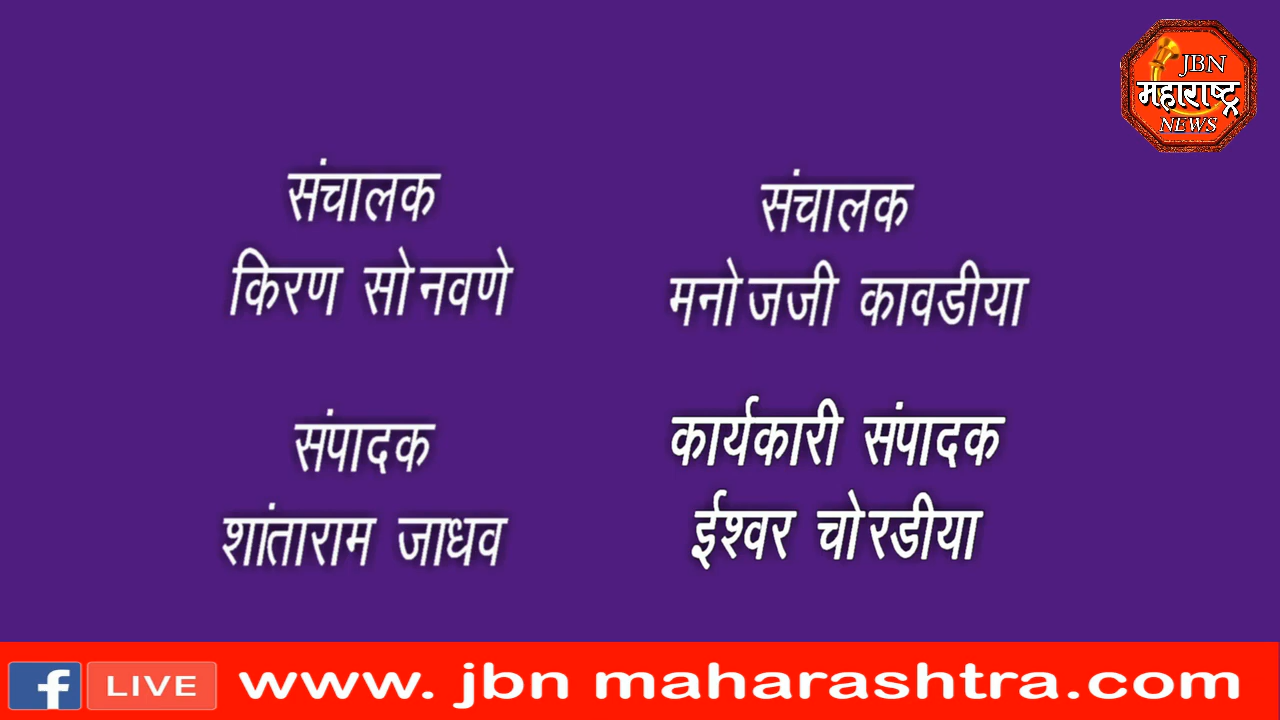 JBN
महाराष्ट्र
NEWS
संचालक
किरण सोनवणे
संचालक
मनोजजी कावडीया
संपादक
शांताराम जाधव
कार्यकारी संपादक
ईश्वर चोरडीया
f LIVE www. jbn maharashtra.com